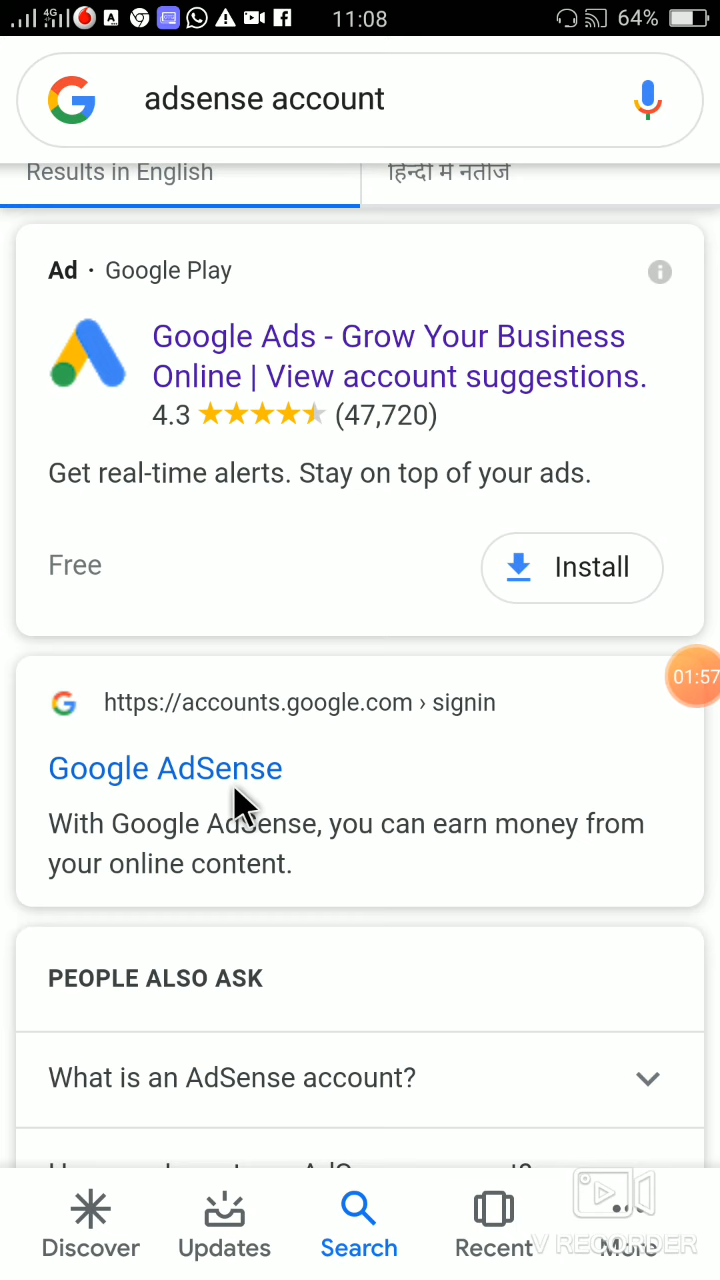 4G 11:08 64%
adsense account
Results in English हिन्दी में नतीजे
Ad · Google Play
Google Ads - Grow Your Business
Online | View account suggestions.
4.3 (47,720)
Get real-time alerts. Stay on top of your ads.
Free Install
01:57
https://accounts.google.com › signin
Google AdSense
With Google AdSense, you can earn money from
your online content.
PEOPLE ALSO ASK
What is an AdSense account?
Discover Updates Search Recent More
V RECORDER